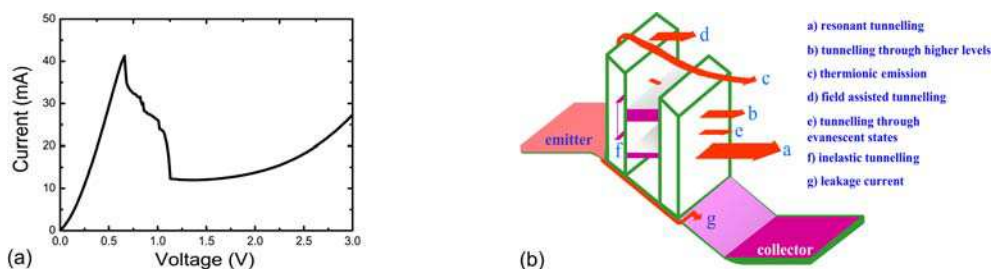 50
40
30
20
10
0
Current (mA)
0.0 0.5 1.0 1.5 2.0 2.5 3.0
Voltage (V)
(a)
d
c
b
e
a
f
g
emitter
collector
(b)
a) resonant tunnelling
b) tunnelling through higher levels
c) thermionic emission
d) field assisted tunnelling
e) tunnelling through
evanescent states
f) inelastic tunnelling
g) leakage current